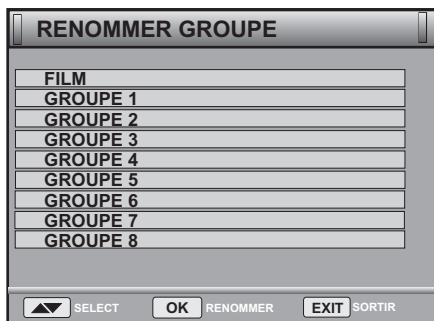 RENOMMER GROUPE
FILM
GROUPE 1
GROUPE 2
GROUPE 3
GROUPE 4
GROUPE 5
GROUPE 6
GROUPE 7
GROUPE 8
SELECT OK RENOMMER EXIT SORTIR